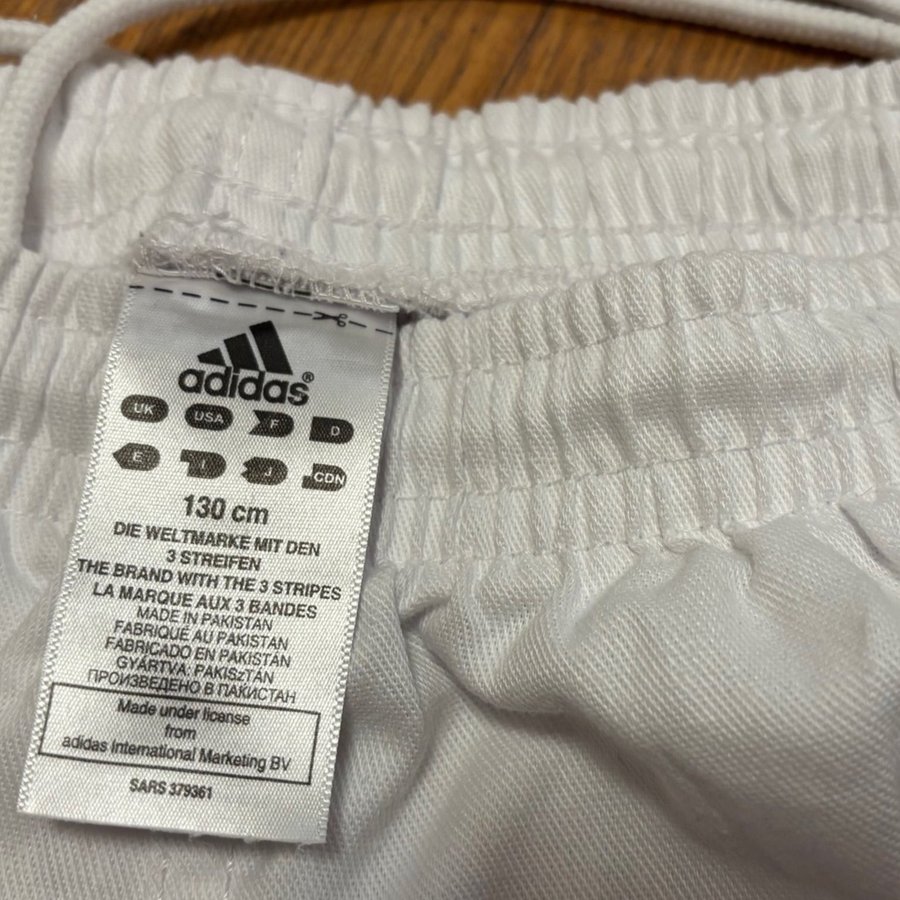 adidas®
UK USA F D
E I J CDN
130 cm
DIE WELTMARKE MIT DEN
3 STREIFEN
THE BRAND WITH THE 3 STRIPES
LA MARQUE AUX 3 BANDES
MADE IN PAKISTAN
FABRIQUÉ AU PAKISTAN
FABRICADO EN PAKISTÁN
GYÁRTVA: PAKISzTÁN
ПРОИЗВЕДЕНО В ПАКИСТАН
Made under license
from
adidas International Marketing BV
SARS 379361